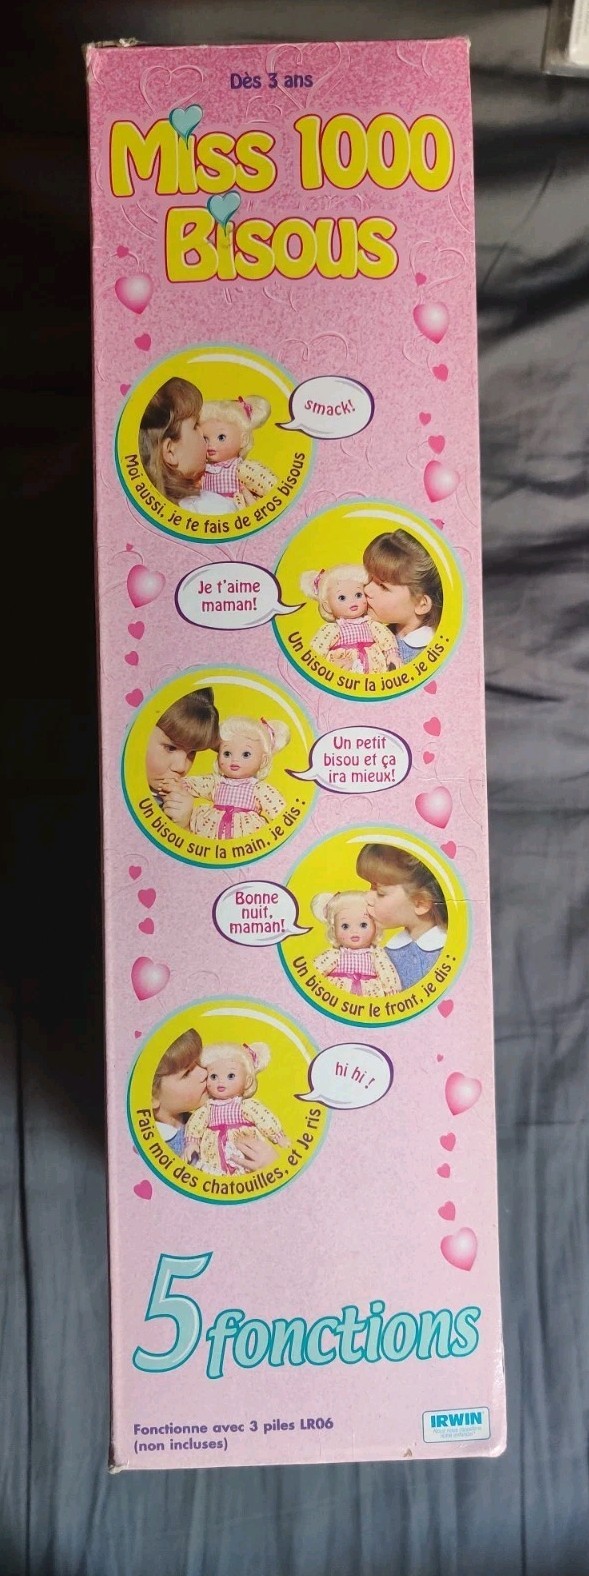 Dès 3 ans
Miss 1000
Bisous
smack!
Moi aussi, je te fais de gros bisous
Je t'aime
maman!
Un bisou sur la joue, je dis :
Un petit
bisou et ça
ira mieux!
Un bisou sur la main, je dis :
Bonne
nuit,
maman!
Un bisou sur le front, je dis :
hi hi !
Fais moi des chatouilles, et je ris
5 fonctions
Fonctionne avec 3 piles LR06
(non incluses)
IRWIN